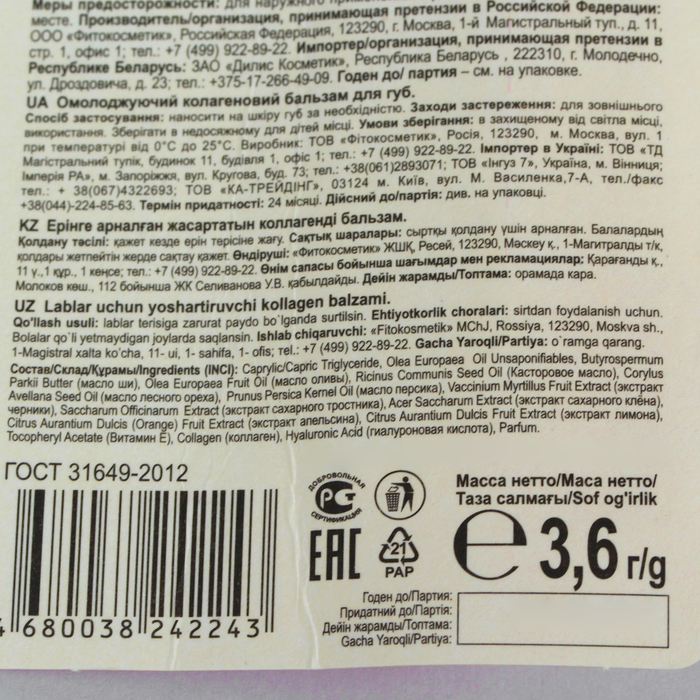 Меры предосторожности: для наружного
месте. Производитель/организация, принимающая претензии в Российской Федерации:
ООО «Фитокосметик», Российская Федерация, 123290, г. Москва, 1-й Магистральный туп., д. 11,
стр. 1, офис 1; тел.: +7 (499) 922-89-22. Импортер/организация, принимающая претензии в
Республике Беларусь: ЗАО «Дилис Косметик», Республика Беларусь , 222310, г. Молодечно,
ул. Дроздовича, д. 23; тел.: +375-17-266-49-09. Годен до/ партия – см. на упаковке.
UA Омолоджуючий колагеновий бальзам для губ.
Спосіб застосування: наносити на шкіру губ за необхідністю. Заходи застереження: для зовнішнього
використання. Зберігати в недосяжному для дітей місці. Умови зберігання: в захищеному від світла місці,
при температурі від 0°C до 25°C. Виробник: ТОВ «Фітокосметік», Росія, 123290, м. Москва, вул. 1
Магістральний тупік, будинок 11, будівля 1, офіс 1; тел.: +7 (499) 922-89-22. Імпортер в Україні: ТОВ «ТД
Імперія РА», м. Запоріжжя, вул. Кругова, буд. 73; тел.: +38(061)2893071; ТОВ «Інгуз 7», Україна, м. Вінниця;
тел.: + 38(067)4322693; ТОВ «КА-ТРЕЙДІНГ», 03124 м. Київ, вул. М. Василенка,7-А, тел./факс
+38(044)-224-85-63. Термін придатності: 24 місяці. Дійсний до/партія: див. на упаковці.
KZ Ерінге арналған жасартатын коллагенді бальзам.
Қолдану тәсілі: қажет кезде ерін терісіне жағу. Сақтық шаралары: сыртқы қолдану үшін арналған. Балалардың
қолдары жетпейтін жерде сақтау қажет. Өндіруші: «Фитокосметик» ЖШҚ, Ресей, 123290, Мәскеу қ., 1-Магитралды т/к,
11 ү.,1 құр., 1 кеңсе; тел.: +7 (499) 922-89-22. Өнім сапасы бойынша шағымдар мен рекламациялар: Қарағанды қ.,
Молоков көш., 112 бойынша ЖК Селиванова У.В. қабылдайды. Дейін жарамды/Топтама: орамада кара.
UZ Lablar uchun yoshartiruvchi kollagen balzami.
Qo'llash usuli: lablar terisiga zarurat paydo bo`lganda surtilsin. Ehtiyotkorlik choralari: sirtdan foydalanish uchun.
Bolalar qo`li yetmaydigan joylarda saqlansin. Ishlab chiqaruvchi: «Fitokosmetik» MChJ, Rossiya, 123290, Moskva sh.,
1-Magistral xalta ko'cha, 11- ui, 1- sahifa, 1- ofis; tel.: +7 (499) 922-89-22. Gacha Yaroqli/Partiya: o`ramga qarang.
Состав/Склад/Құрамы/Ingredients (INCI): Caprylic/Capric Triglyceride, Olea Europaea Oil Unsaponifiables, Butyrospermum
Parkii Butter (масло ши), Olea Europaea Fruit Oil (масло оливы), Ricinus Communis Seed Oil (Касторовое масло), Corylus
Avellana Seed Oil (масло лесного ореха), Prunus Persica Kernel Oil (масло персика), Vaccinium Myrtillus Fruit Extract (экстракт
черники), Saccharum Officinarum Extract (экстракт сахарного тростника), Acer Saccharum Extract (экстракт сахарного клёна),
Citrus Aurantium Dulcis (Orange) Fruit Extract (экстракт апельсина), Citrus Aurantium Dulcis Fruit Extract (экстракт лимона),
Tocopheryl Acetate (Витамин Е), Collagen (коллаген), Hyaluronic Acid (гиалуроновая кислота), Parfum.
ГОСТ 31649-2012
ДОБРОВОЛЬНАЯ
РСТ
СЕРТИФИКАЦИЯ
EAC
21
PAP
Масса нетто/Маса нетто/
Таза салмағы/Sof og'irlik
e 3,6 г/g
Годен до/Партия:
Придатний до/Партія:
Дейін жарамды/Топтама:
Gacha Yaroqli/Partiya:
4 680038 242243